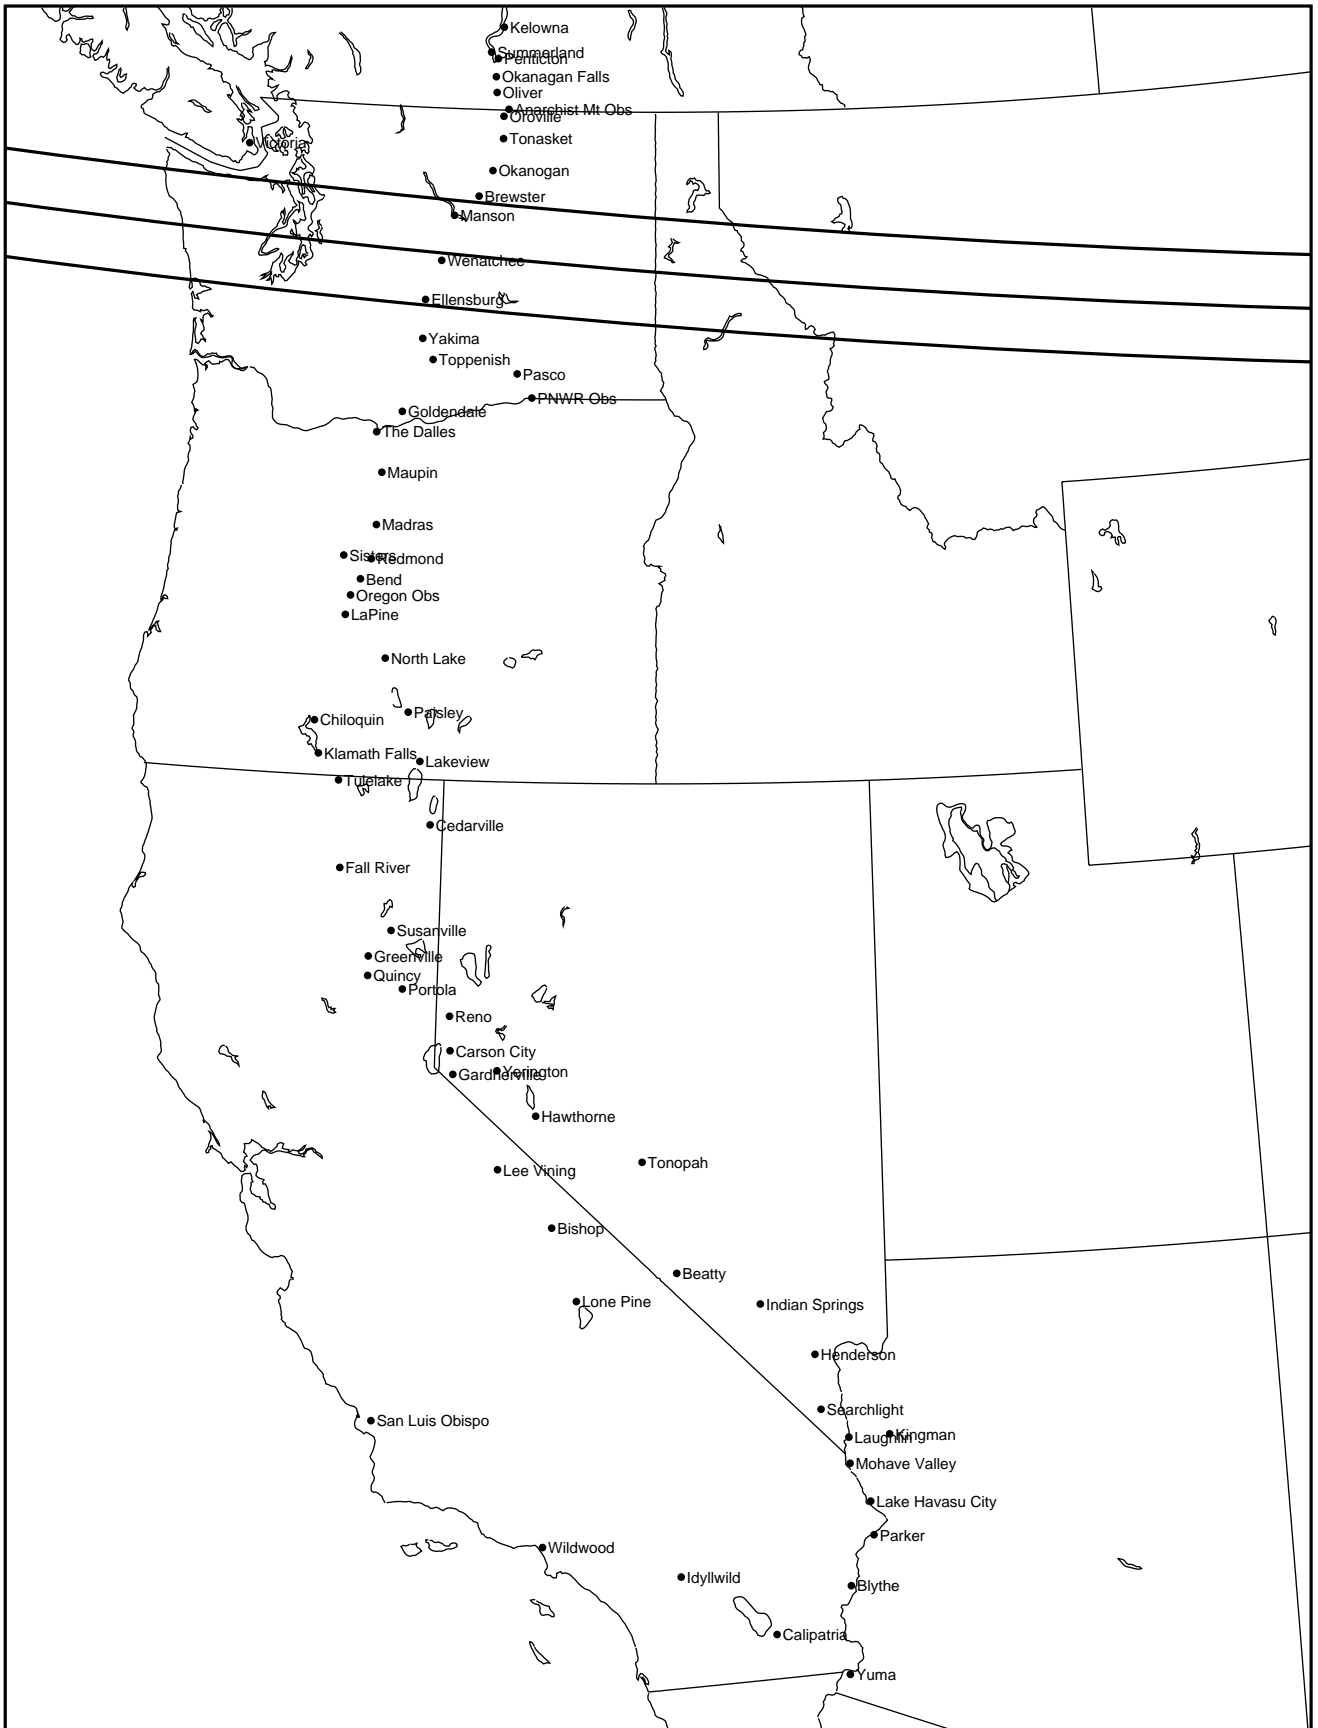 Kelowna
Summerland
Penticton
Okanagan Falls
Oliver
Anarchist Mt Obs
Oroville
Tonasket
Victoria
Okanogan
Brewster
Manson
Wenatchee
Ellensburg
Yakima
Toppenish
Pasco
PNWR Obs
Goldendale
The Dalles
Maupin
Madras
Sisters
Redmond
Bend
Oregon Obs
LaPine
North Lake
Paisley
Chiloquin
Klamath Falls
Lakeview
Tulelake
Cedarville
Fall River
Susanville
Greenville
Quincy
Portola
Reno
Carson City
Yerington
Gardnerville
Hawthorne
Tonopah
Lee Vining
Bishop
Beatty
Lone Pine
Indian Springs
Henderson
Searchlight
San Luis Obispo
Kingman
Laughlin
Mohave Valley
Lake Havasu City
Parker
Wildwood
Idyllwild
Blythe
Calipatria
Yuma